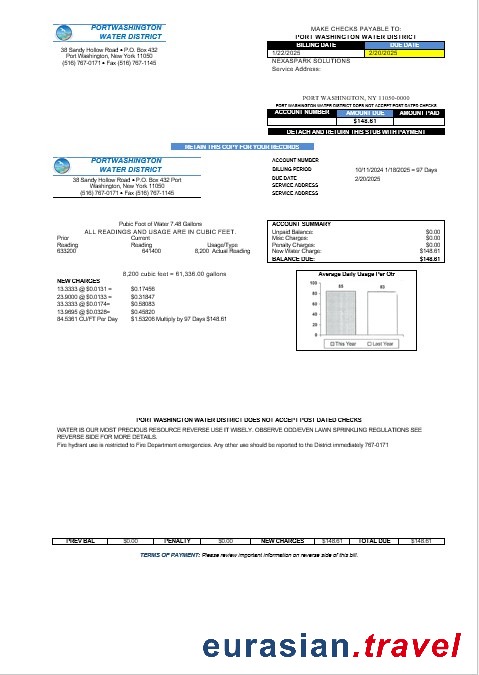 PORTWASHINGTON
WATER DISTRICT
38 Sandy Hollow Road • P.O. Box 432
Port Washington, New York 11050
(516) 767-0171 • Fax (516) 767-1145
MAKE CHECKS PAYABLE TO:
PORT WASHINGTON WATER DISTRICT
BILLING DATE DUE DATE
1/22/2025 2/20/2025
NEXASPARK SOLUTIONS
Service Address:
PORT WASHINGTON, NY 11050-0000
PORT WASHINGTON WATER DISTRICT DOES NOT ACCEPT POST DATED CHECKS
ACCOUNT NUMBER AMOUNT DUE AMOUNT PAID
$148.61
DETACH AND RETURN THIS STUB WITH PAYMENT
RETAIN THIS COPY FOR YOUR RECORDS
PORTWASHINGTON
WATER DISTRICT
38 Sandy Hollow Road • P.O. Box 432 Port
Washington, New York 11050
(516) 767-0171 • Fax (516) 767-1145
ACCOUNT NUMBER
BILLING PERIOD 10/11/2024 1/18/2025 = 97 Days
DUE DATE 2/20/2025
SERVICE ADDRESS
SERVICE ADDRESS
Cubic Foot of Water 7.48 Gallons
ALL READINGS AND USAGE ARE IN CUBIC FEET.
Prior Current
Reading Reading Usage/Type
633200 641400 8,200 Actual Reading
8,200 cubic feet = 61,336.00 gallons
NEW CHARGES
13.3333 @ $0.0131 = $0.17456
23.9000 @ $0.0133 = $0.31847
33.3333 @ $0.0174= $0.58083
13.9695 @ $0.0328= $0.45820
84.5361 CU/FT Per Day $1.53206 Multiply by 97 Days $148.61
ACCOUNT SUMMARY
Unpaid Balance: $0.00
Misc Charges: $0.00
Penalty Charges: $0.00
New Water Charge: $148.61
BALANCE DUE: $148.61
Average Daily Usage Per Qtr
100
80
60
40
20
0
85 83
This Year Last Year
PORT WASHINGTON WATER DISTRICT DOES NOT ACCEPT POST DATED CHECKS
WATER IS OUR MOST PRECIOUS RESOURCE REVERSE USE IT WISELY. OBSERVE ODD/EVEN LAWN SPRINKLING REGULATIONS SEE
REVERSE SIDE FOR MORE DETAILS.
Fire hydrant use is restricted to Fire Department emergencies. Any other use should be reported to the District immediately 767-0171
PREV BAL $0.00 PENALTY $0.00 NEW CHARGES $148.61 TOTAL DUE $148.61
TERMS OF PAYMENT: Please review important information on reverse side of this bill.
eurasian.travel